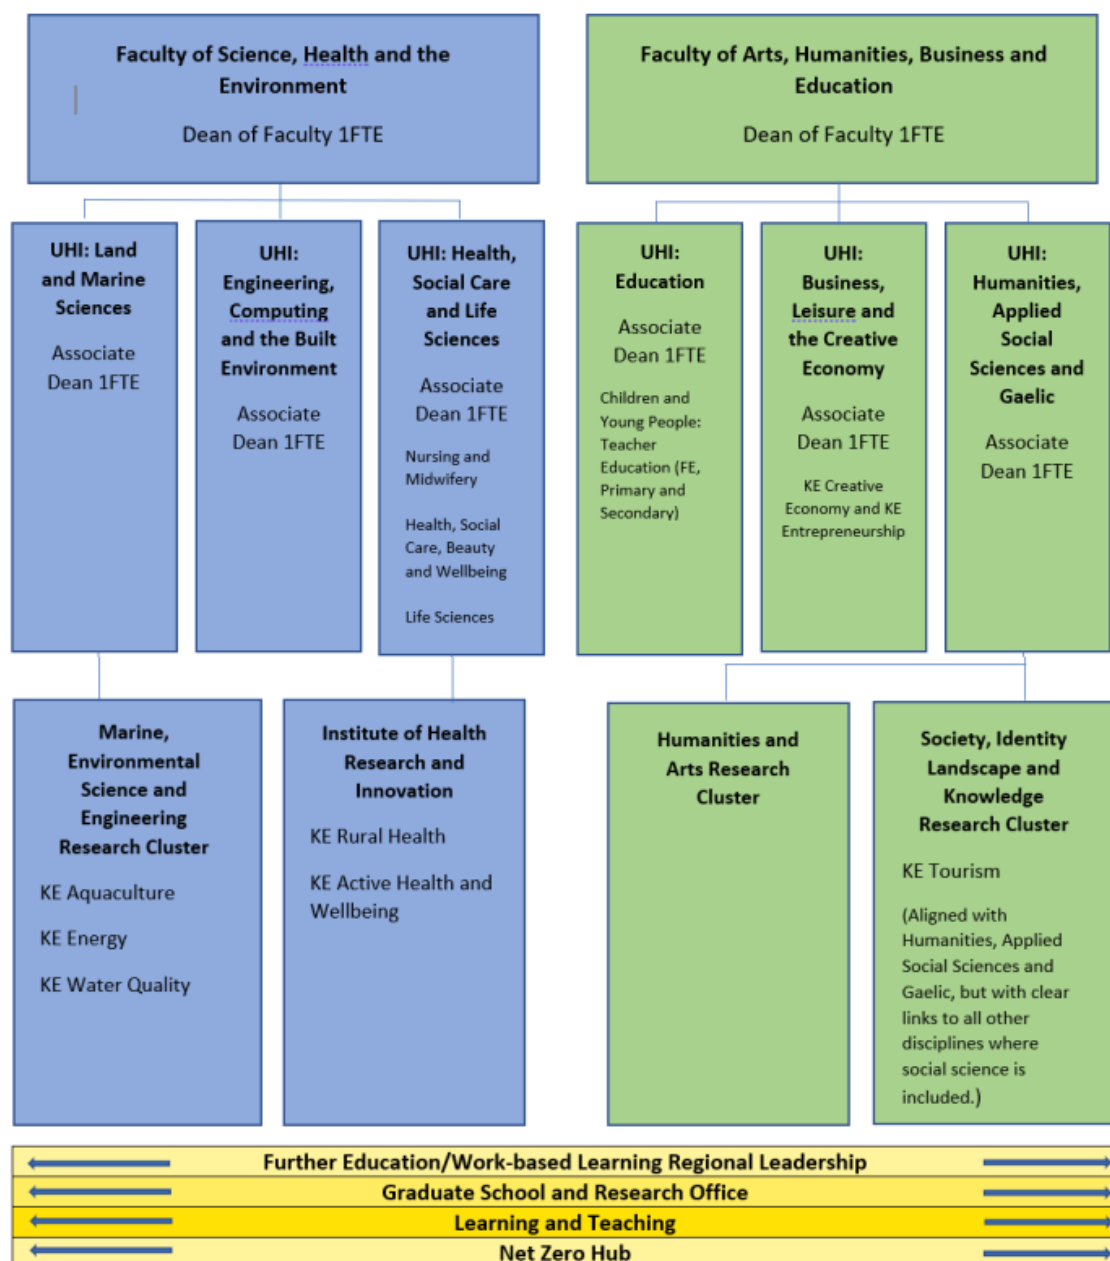 Faculty of Science, Health and the
Environment
Dean of Faculty 1FTE
Faculty of Arts, Humanities, Business and
Education
Dean of Faculty 1FTE
UHI: Land
and Marine
Sciences
Associate
Dean 1FTE
UHI:
Engineering,
Computing
and the Built
Environment
Associate
Dean 1FTE
UHI: Health,
Social Care
and Life
Sciences
Associate
Dean 1FTE
Nursing and
Midwifery
Health, Social
Care, Beauty
and Wellbeing
Life Sciences
UHI:
Education
Associate
Dean 1FTE
Children and
Young People:
Teacher
Education (FE,
Primary and
Secondary)
UHI:
Business,
Leisure and
the Creative
Economy
Associate
Dean 1FTE
KE Creative
Economy and KE
Entrepreneurship
UHI:
Humanities,
Applied
Social
Sciences and
Gaelic
Associate
Dean 1FTE
Marine,
Environmental
Science and
Engineering
Research Cluster
KE Aquaculture
KE Energy
KE Water Quality
Institute of Health
Research and
Innovation
KE Rural Health
KE Active Health and
Wellbeing
Humanities and
Arts Research
Cluster
Society, Identity
Landscape and
Knowledge
Research Cluster
KE Tourism
(Aligned with
Humanities, Applied
Social Sciences and
Gaelic, but with clear
links to all other
disciplines where
social science is
included.)
Further Education/Work-based Learning Regional Leadership
Graduate School and Research Office
Learning and Teaching
Net Zero Hub